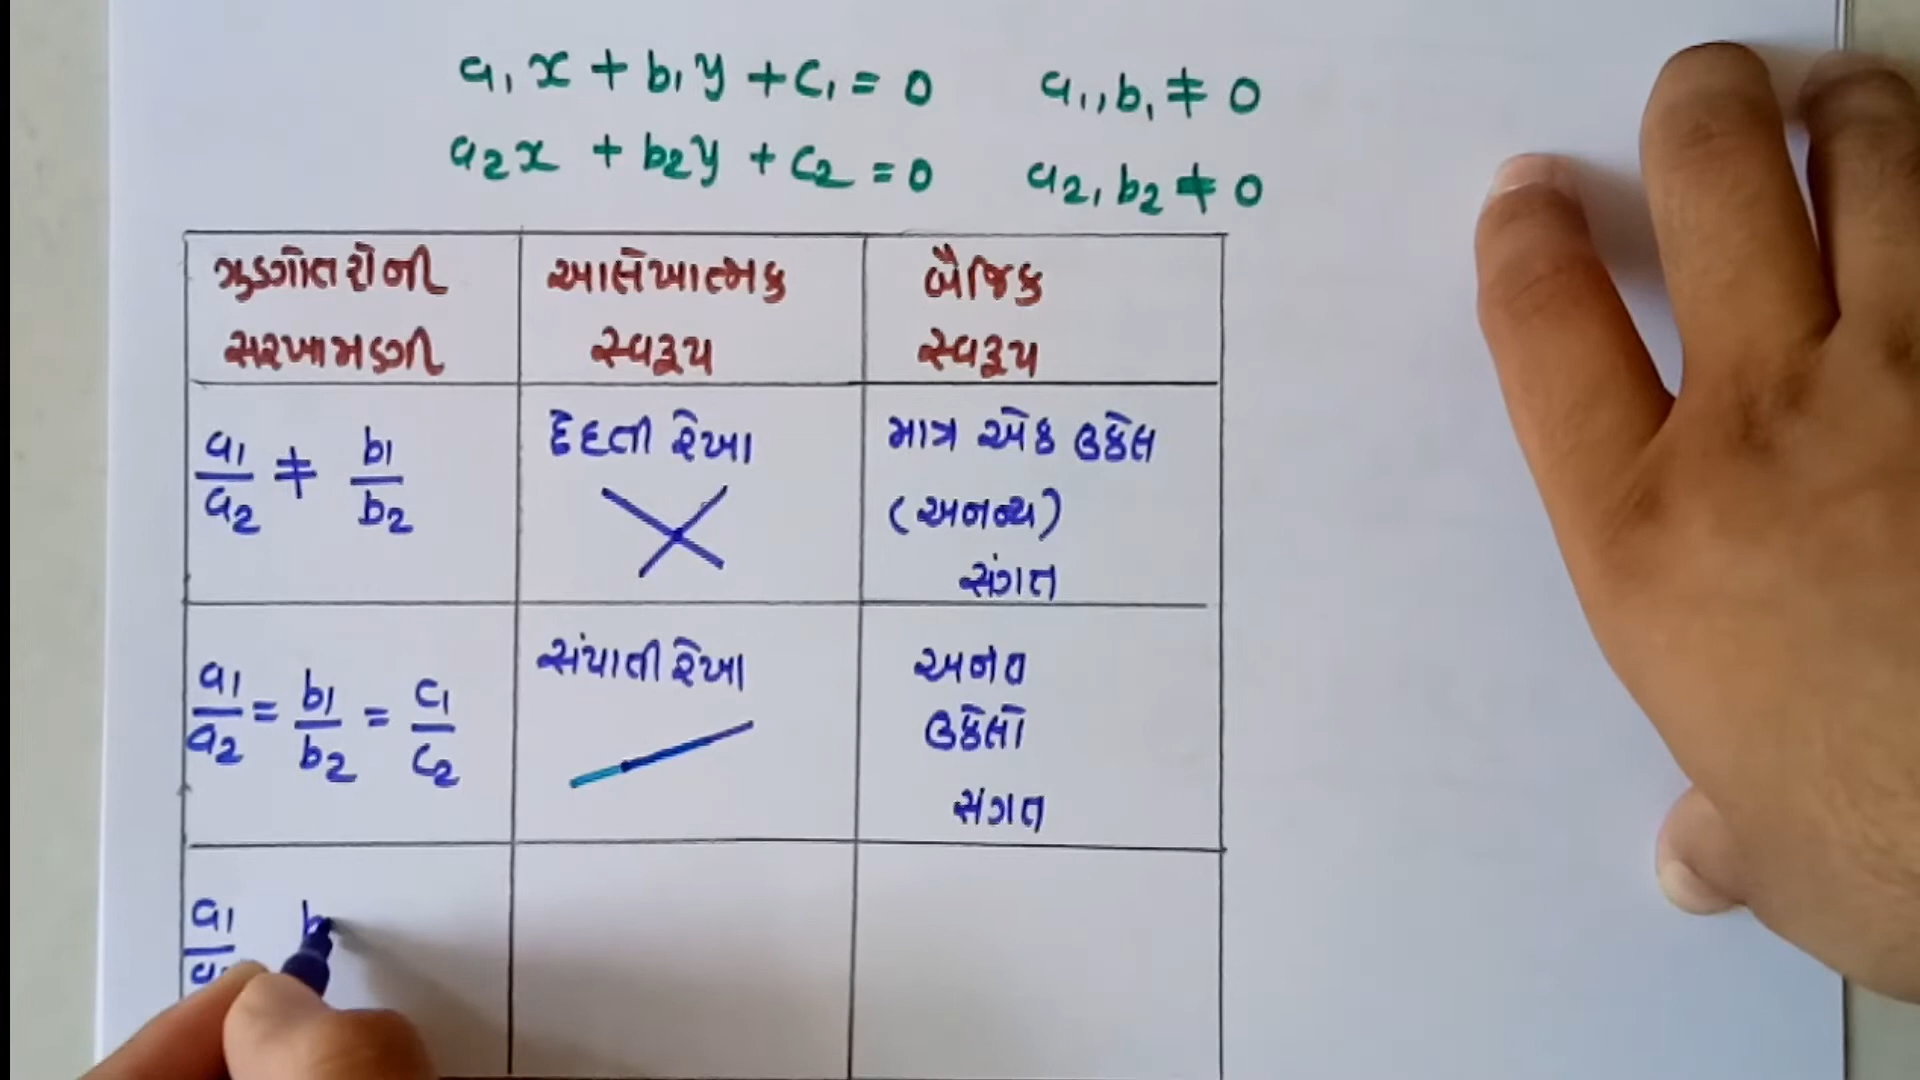 a₁x + b₁y + c₁ = 0    a₁, b₁ ≠ 0
a₂x + b₂y + c₂ = 0    a₂, b₂ ≠ 0
ગુણોત્તરોની
સરખામણી
આલેખાત્મક
સ્વરૂપ
બૈજિક
સ્વરૂપ
a₁/a₂ ≠ b₁/b₂
છેદતી રેખા
માત્ર એક ઉકેલ
(અનન્ય)
સંગત
a₁/a₂ = b₁/b₂ = c₁/c₂
સંપાતી રેખા
અનંત
ઉકેલો
સંગત
a₁/a b